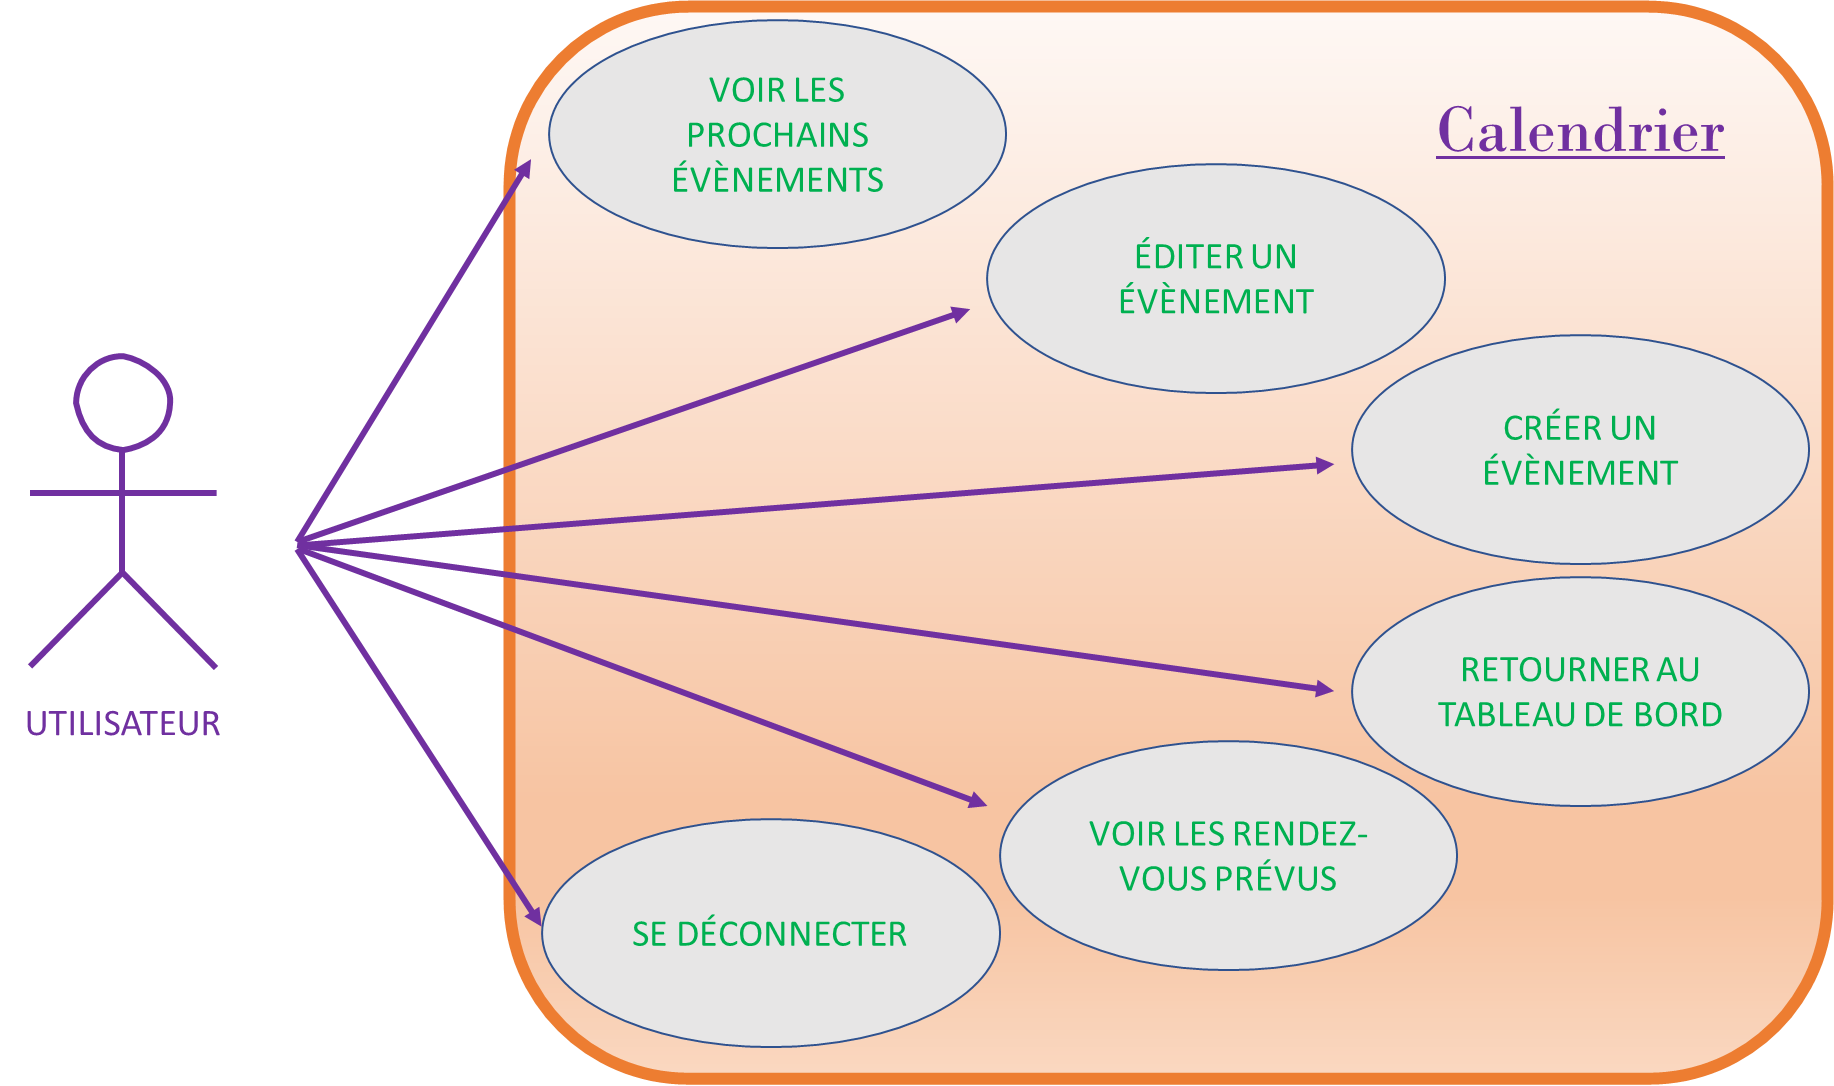 VOIR LES
PROCHAINS
ÉVÈNEMENTS
Calendrier
ÉDITER UN
ÉVÈNEMENT
CRÉER UN
ÉVÈNEMENT
RETOURNER AU
TABLEAU DE BORD
UTILISATEUR
VOIR LES RENDEZ-
VOUS PRÉVUS
SE DÉCONNECTER